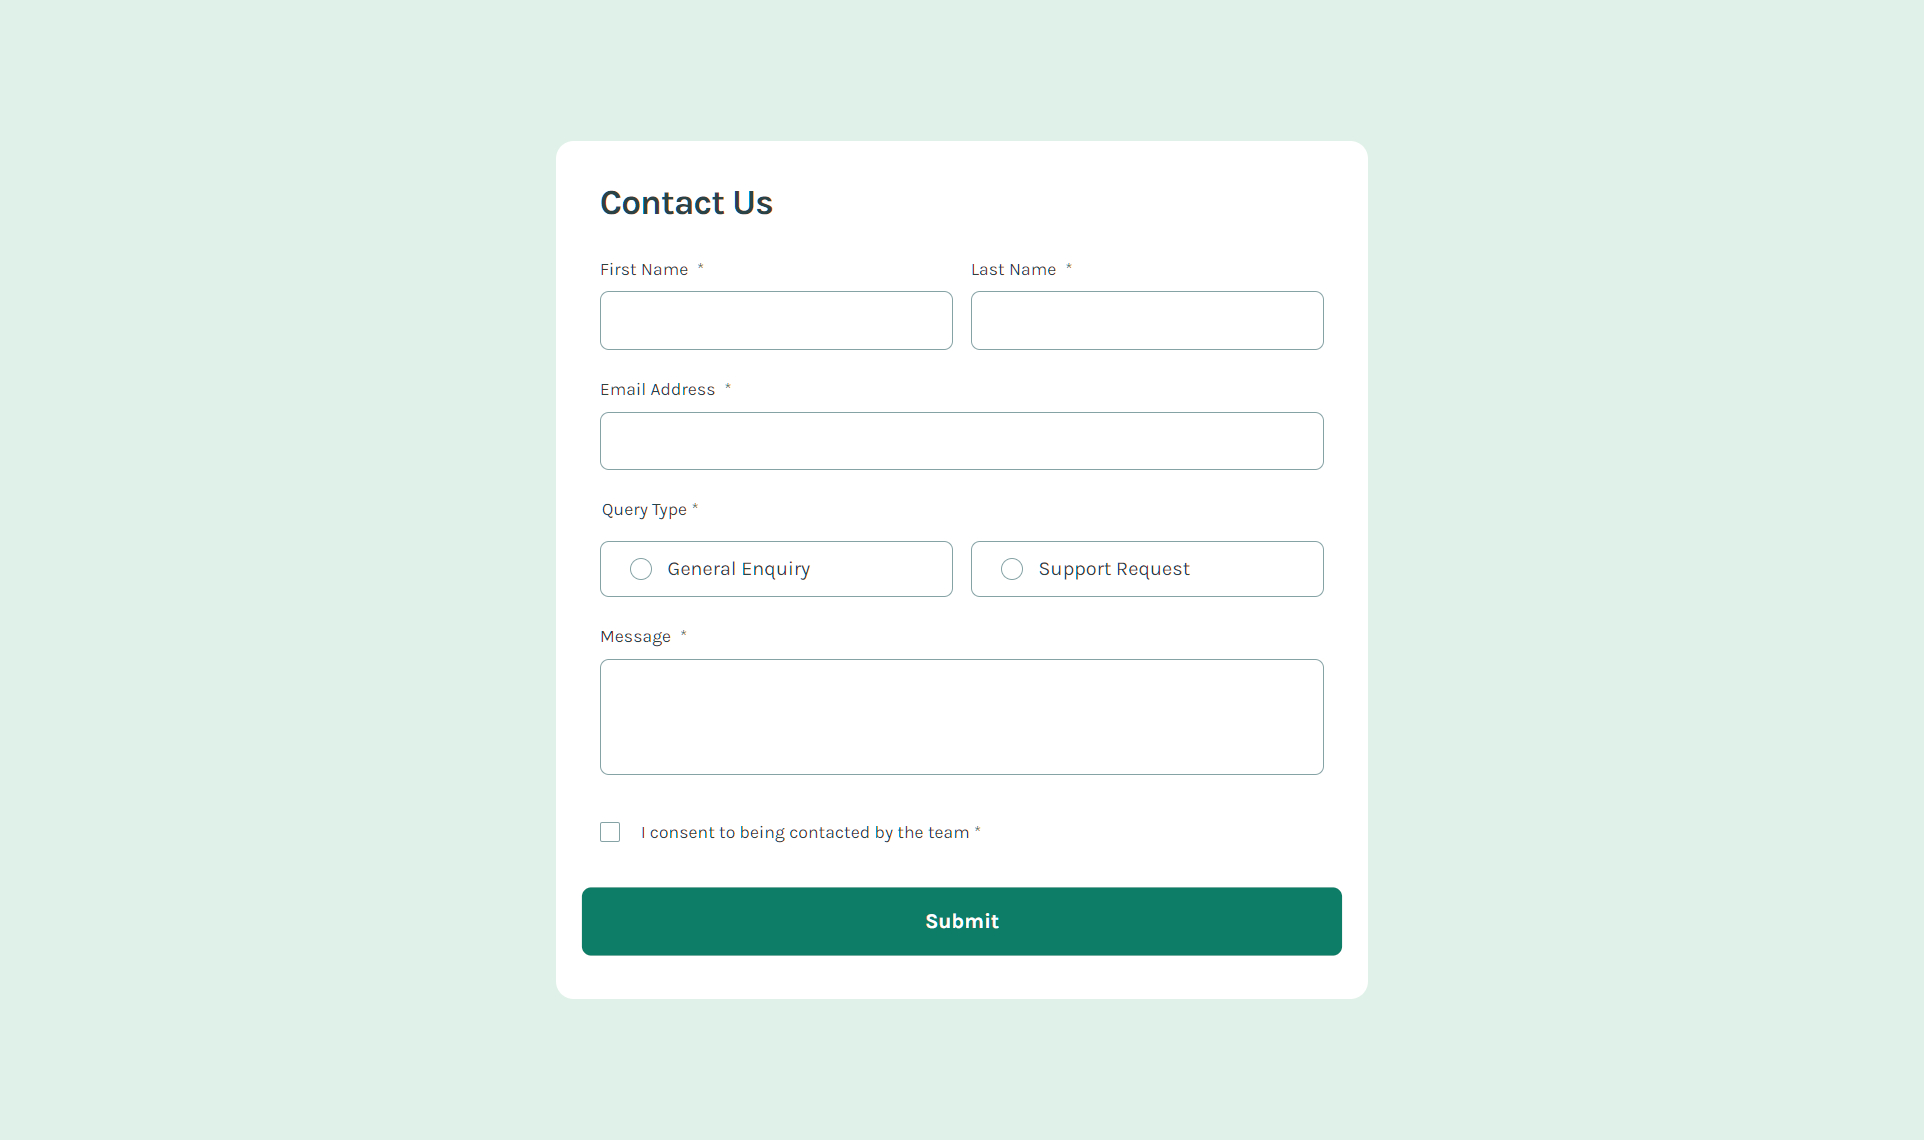 Contact Us
First Name *
Last Name *
Email Address *
Query Type *
General Enquiry
Support Request
Message *
I consent to being contacted by the team *
Submit